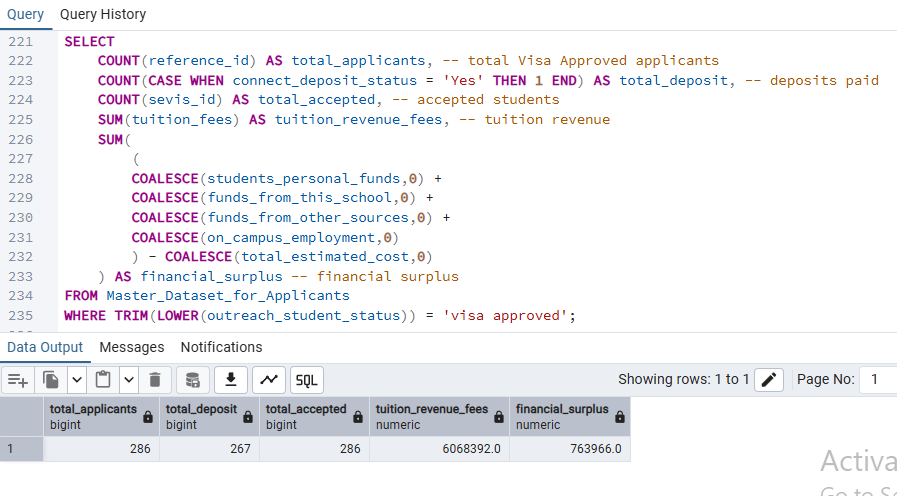 Query Query History
221 SELECT
222 COUNT(reference_id) AS total_applicants, -- total Visa Approved applicants
223 COUNT(CASE WHEN connect_deposit_status = 'Yes' THEN 1 END) AS total_deposit, -- deposits paid
224 COUNT(sevis_id) AS total_accepted, -- accepted students
225 SUM(tuition_fees) AS tuition_revenue_fees, -- tuition revenue
226 SUM(
227 (
228 COALESCE(students_personal_funds,0) +
229 COALESCE(funds_from_this_school,0) +
230 COALESCE(funds_from_other_sources,0) +
231 COALESCE(on_campus_employment,0)
232 ) - COALESCE(total_estimated_cost,0)
233 ) AS financial_surplus -- financial surplus
234 FROM Master_Dataset_for_Applicants
235 WHERE TRIM(LOWER(outreach_student_status)) = 'visa approved';
Data Output Messages Notifications
SQL Showing rows: 1 to 1 Page No: 1
total_applicants total_deposit total_accepted tuition_revenue_fees financial_surplus
bigint bigint bigint numeric numeric
1 286 267 286 6068392.0 763966.0
Activa